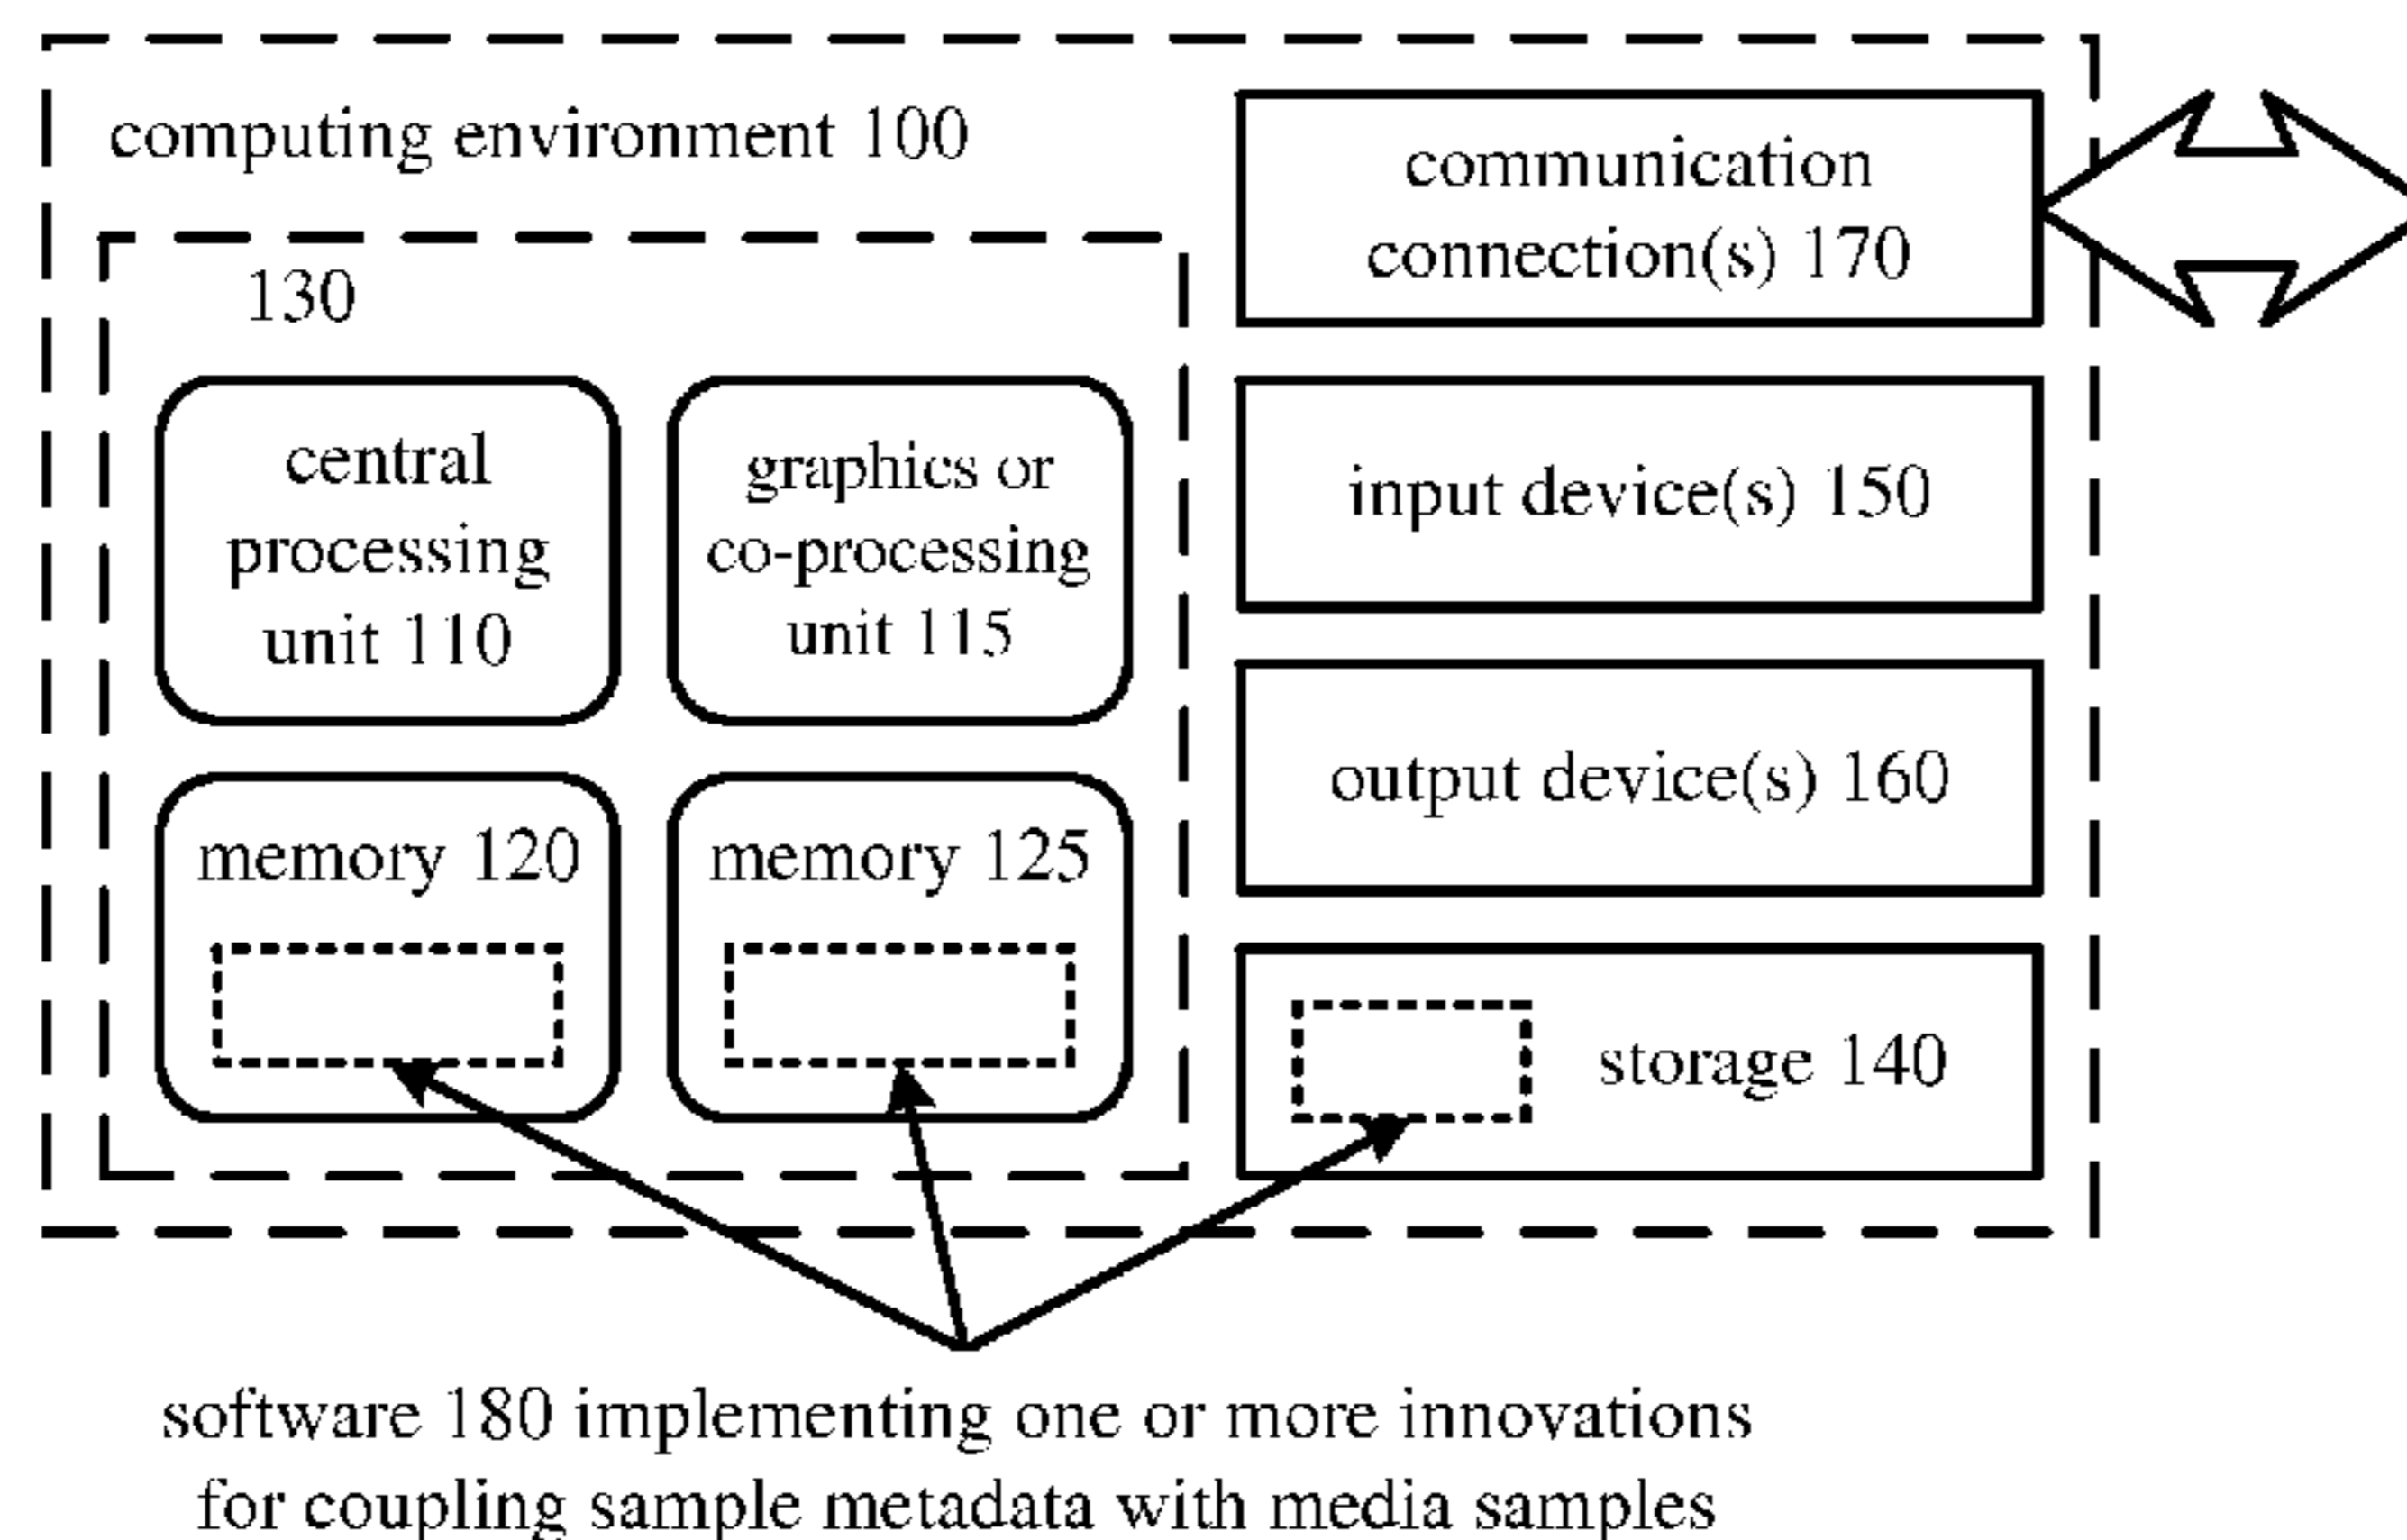 computing environment 100
130
central
processing
unit 110
graphics or
co-processing
unit 115
memory 120
memory 125
communication
connection(s) 170
input device(s) 150
output device(s) 160
storage 140
software 180 implementing one or more innovations
for coupling sample metadata with media samples